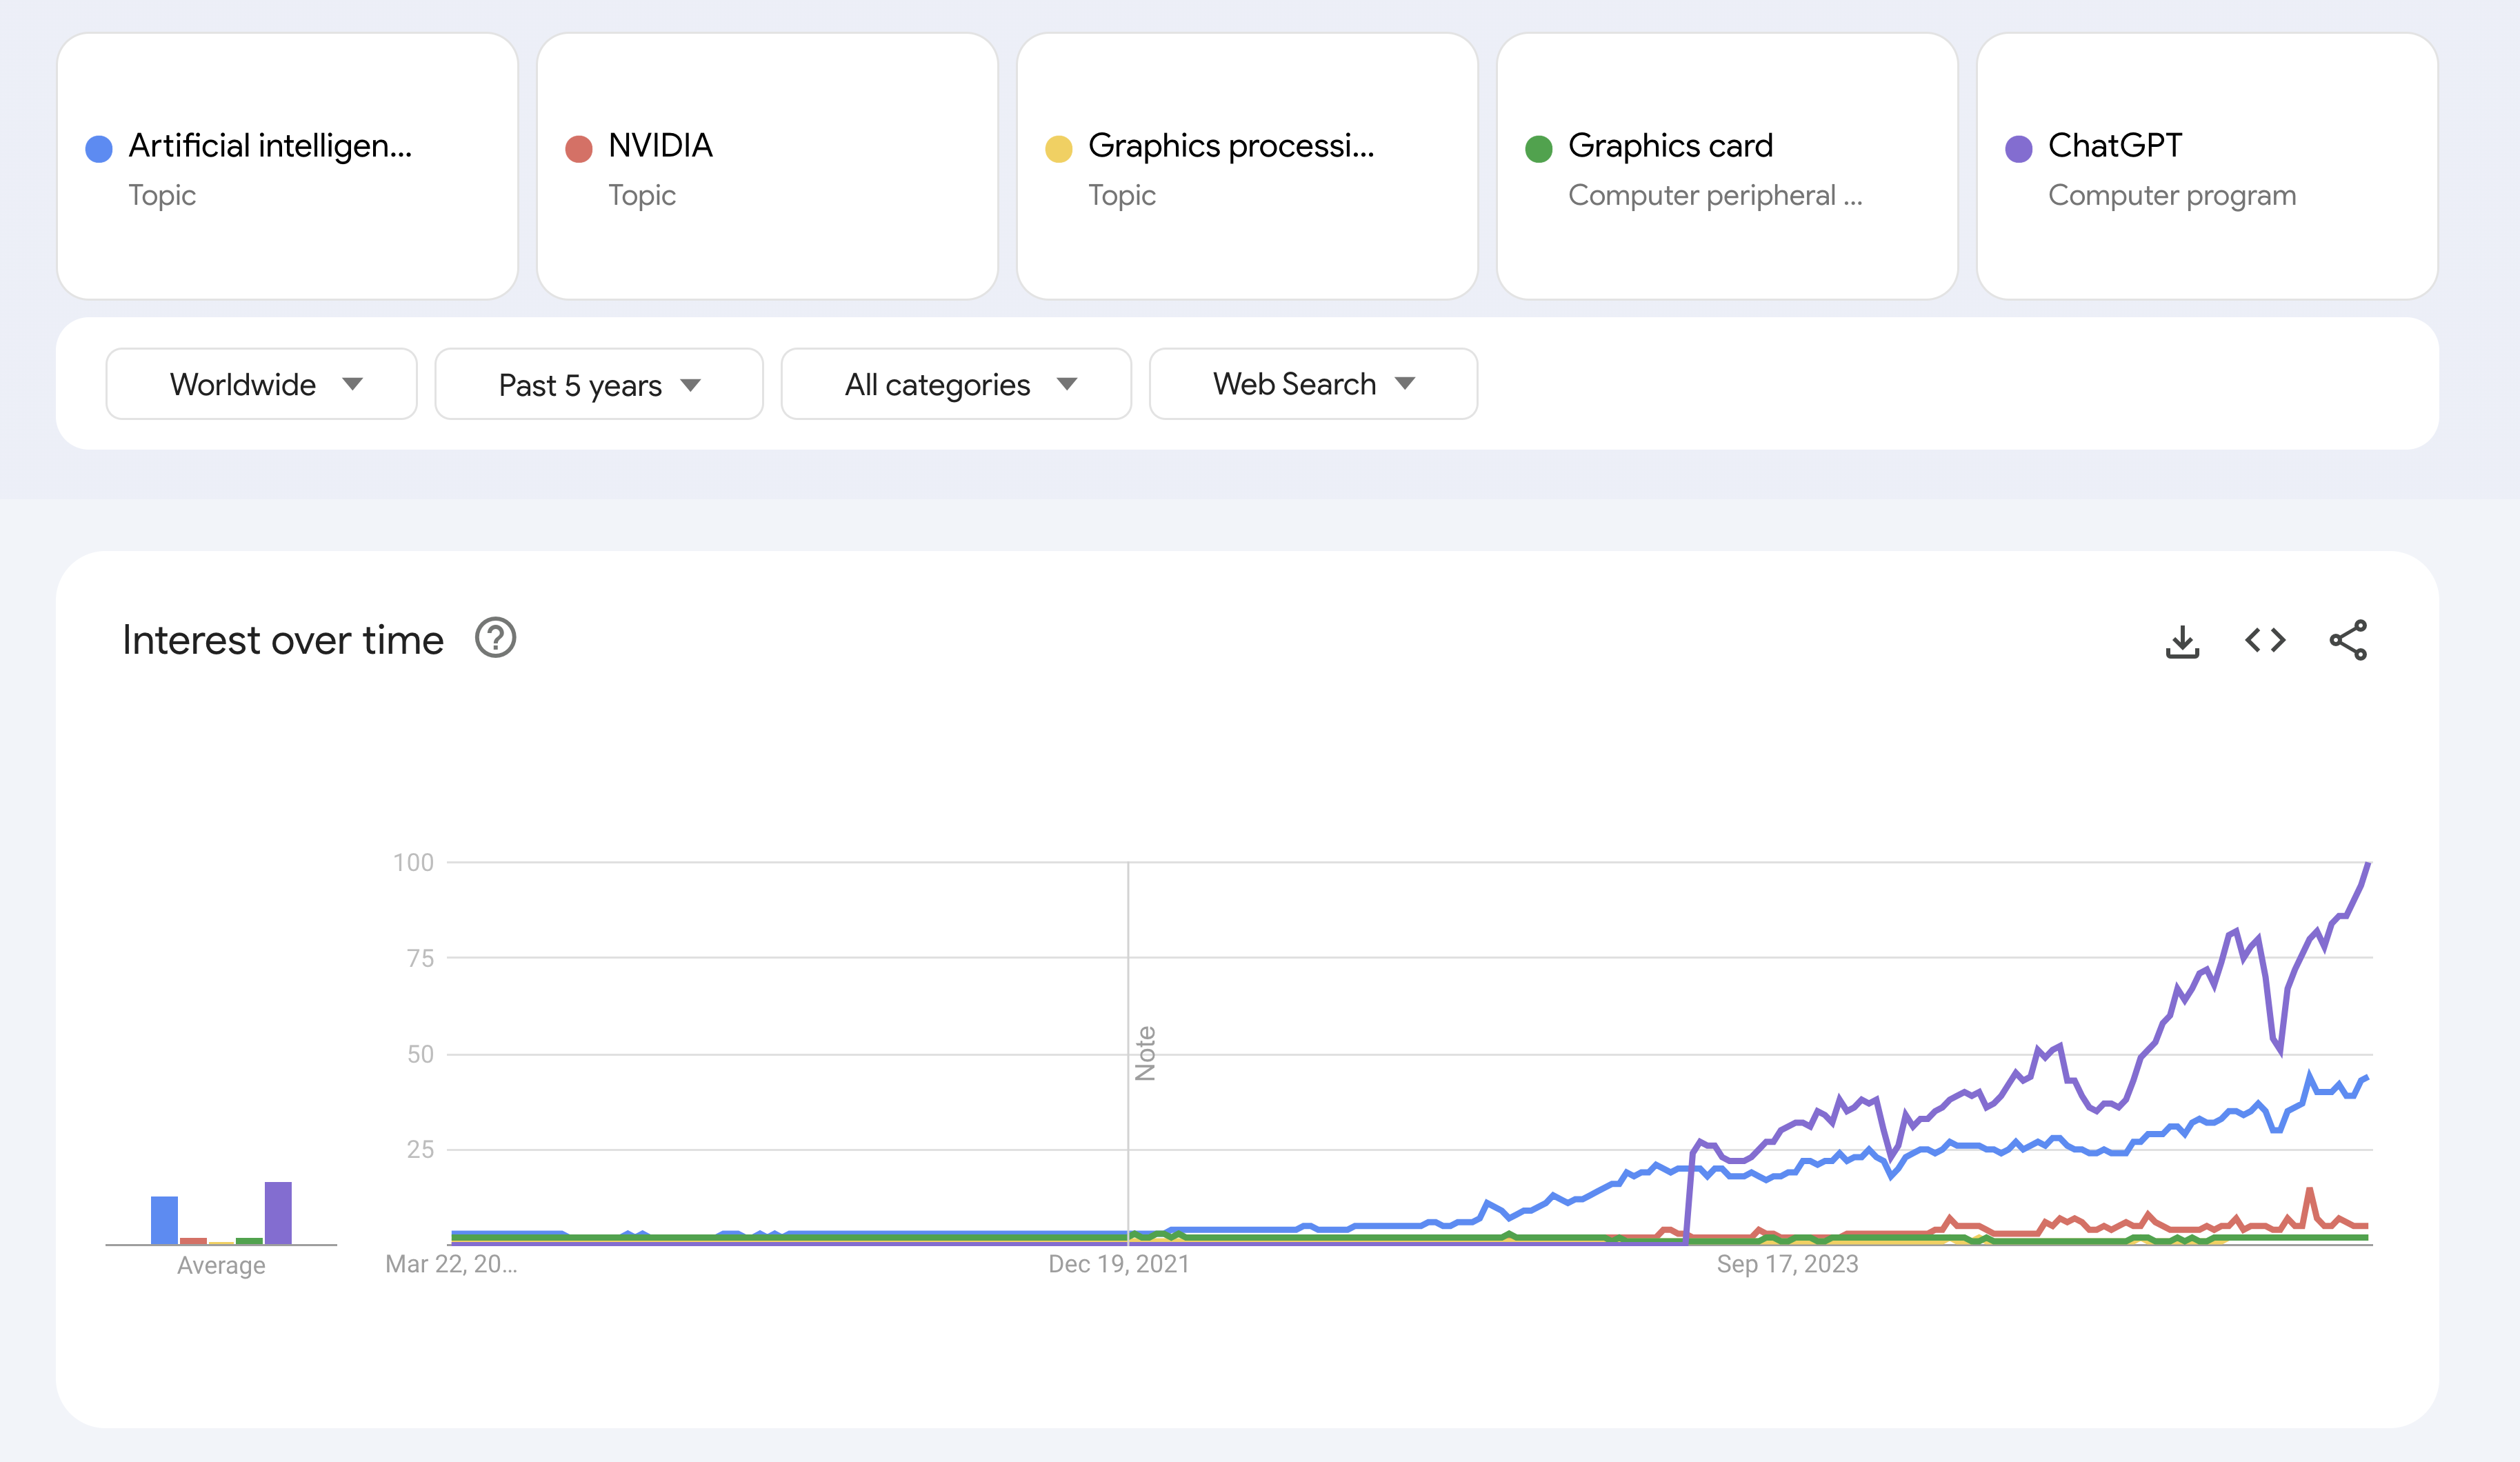 Artificial intelligen...
Topic
NVIDIA
Topic
Graphics processi...
Topic
Graphics card
Computer peripheral ...
ChatGPT
Computer program
Worldwide
Past 5 years
All categories
Web Search
Interest over time
?
100
75
50
25
Note
Average
Mar 22, 20...
Dec 19, 2021
Sep 17, 2023